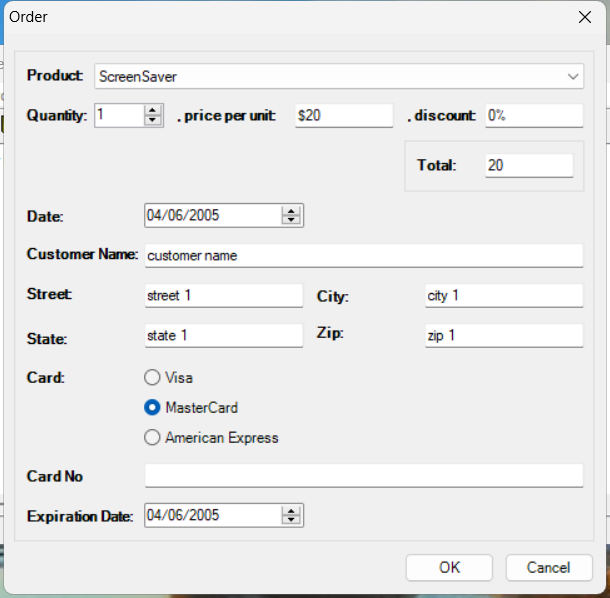 Order
Product: ScreenSaver
Quantity: 1 . price per unit: $20 . discount: 0%
Total: 20
Date: 04/06/2005
Customer Name: customer name
Street: street 1 City: city 1
State: state 1 Zip: zip 1
Card: Visa
MasterCard
American Express
Card No
Expiration Date: 04/06/2005
OK Cancel